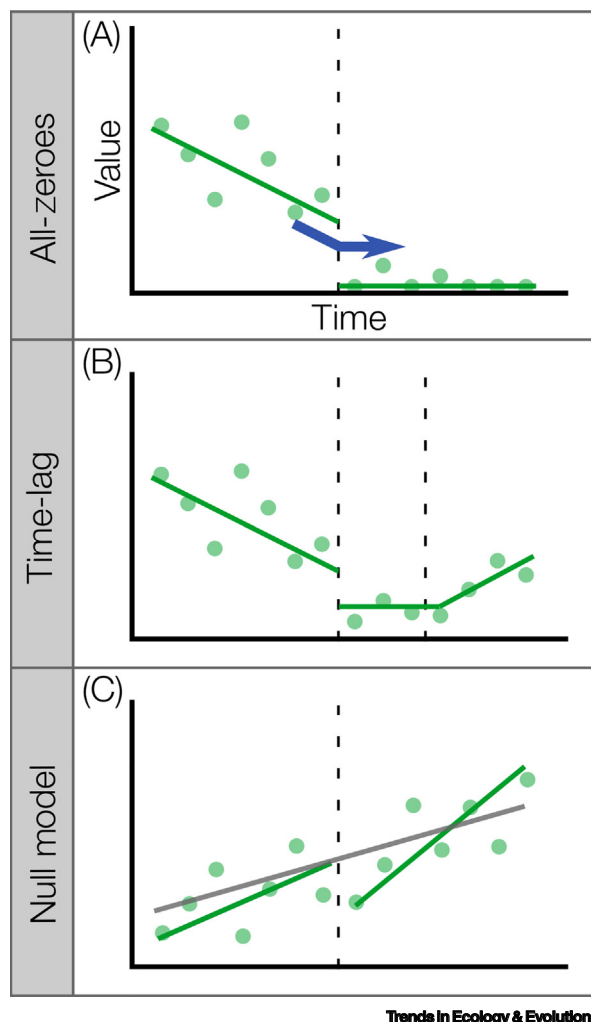 (A)
All-zeroes
Value
Time
(B)
Time-lag
(C)
Null model
Trends in Ecology & Evolution